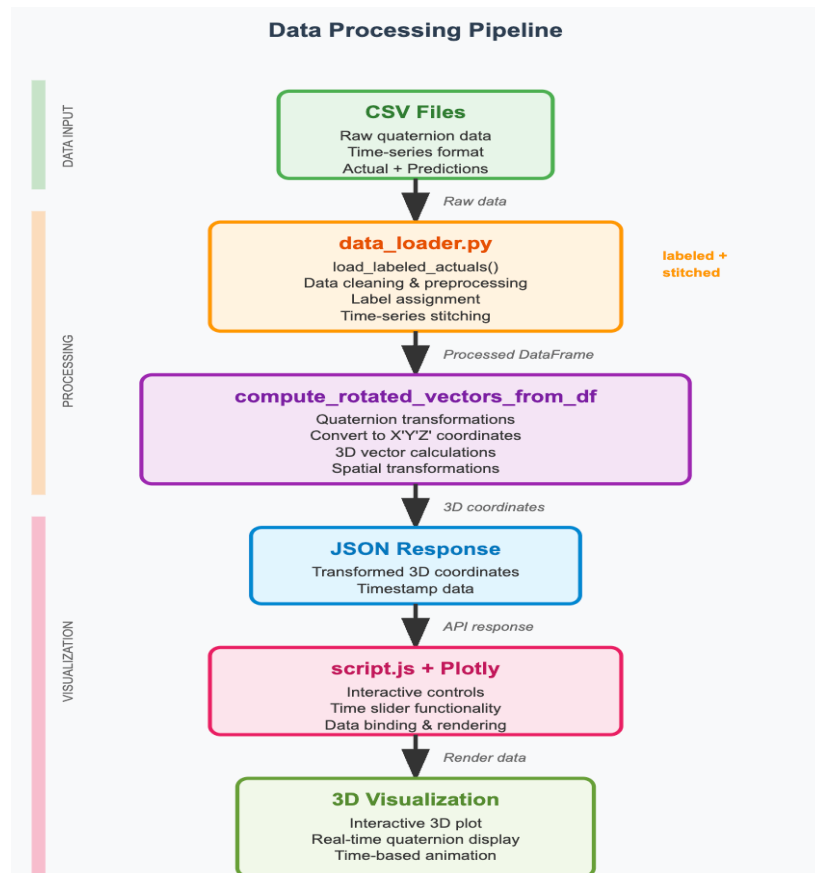 Data Processing Pipeline
DATA INPUT
CSV Files
Raw quaternion data
Time-series format
Actual + Predictions
Raw data
PROCESSING
data_loader.py
load_labeled_actuals()
Data cleaning & preprocessing
Label assignment
Time-series stitching
labeled +
stitched
Processed DataFrame
compute_rotated_vectors_from_df
Quaternion transformations
Convert to X'Y'Z' coordinates
3D vector calculations
Spatial transformations
3D coordinates
VISUALIZATION
JSON Response
Transformed 3D coordinates
Timestamp data
API response
script.js + Plotly
Interactive controls
Time slider functionality
Data binding & rendering
Render data
3D Visualization
Interactive 3D plot
Real-time quaternion display
Time-based animation